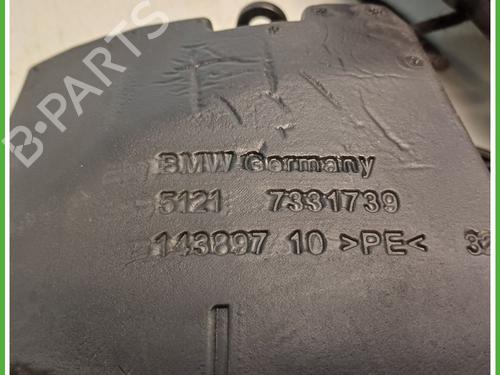 B-PARTS
BMW Germany
5121 7331739
143897 10 >PE<